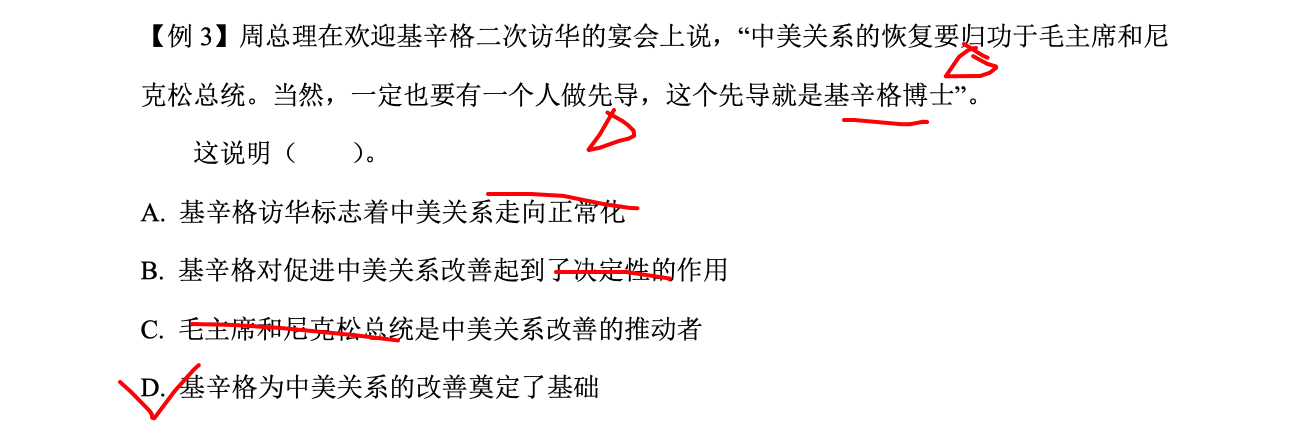 【例 3】周总理在欢迎基辛格二次访华的宴会上说，“中美关系的恢复要归功于毛主席和尼
克松总统。当然，一定也要有一个人做先导，这个先导就是基辛格博士”。
这说明（　　）。
A. 基辛格访华标志着中美关系走向正常化
B. 基辛格对促进中美关系改善起到了决定性的作用
C. 毛主席和尼克松总统是中美关系改善的推动者
D. 基辛格为中美关系的改善奠定了基础